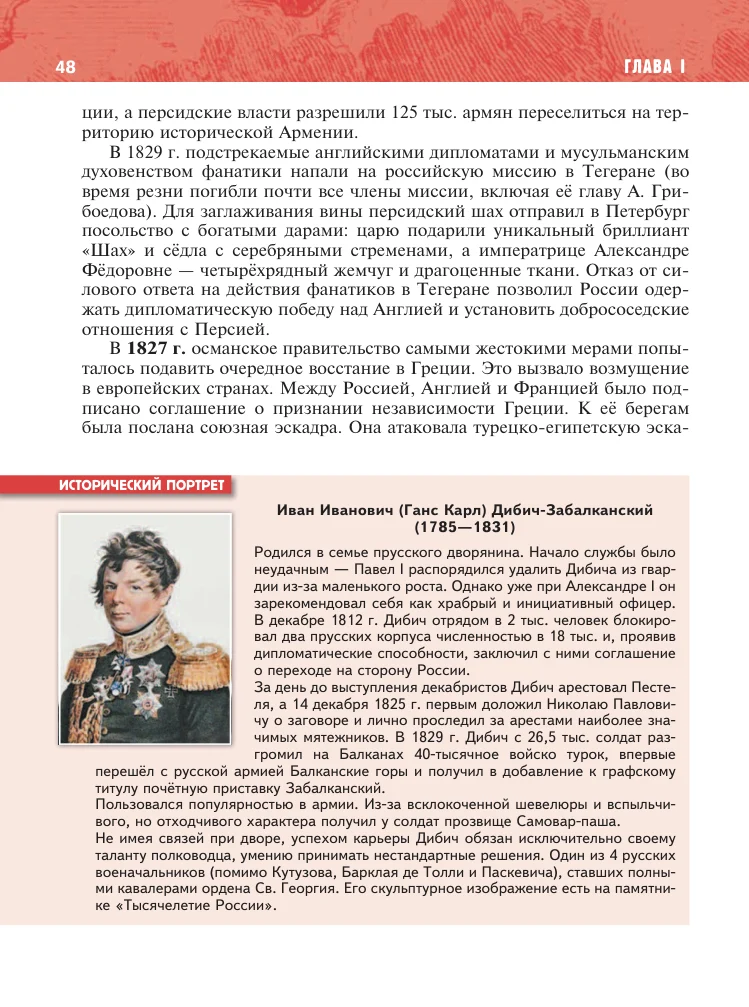 48
ГЛАВА I
ции, а персидские власти разрешили 125 тыс. армян переселиться на тер-
риторию исторической Армении.
В 1829 г. подстрекаемые английскими дипломатами и мусульманским
духовенством фанатики напали на российскую миссию в Тегеране (во
время резни погибли почти все члены миссии, включая её главу А. Гри-
боедова). Для заглаживания вины персидский шах отправил в Петербург
посольство с богатыми дарами: царю подарили уникальный бриллиант
«Шах» и сёдла с серебряными стременами, а императрице Александре
Фёдоровне — четырёхрядный жемчуг и драгоценные ткани. Отказ от си-
лового ответа на действия фанатиков в Тегеране позволил России одер-
жать дипломатическую победу над Англией и установить добрососедские
отношения с Персией.
В 1827 г. османское правительство самыми жестокими мерами попы-
талось подавить очередное восстание в Греции. Это вызвало возмущение
в европейских странах. Между Россией, Англией и Францией было под-
писано соглашение о признании независимости Греции. К её берегам
была послана союзная эскадра. Она атаковала турецко-египетскую эска-
ИСТОРИЧЕСКИЙ ПОРТРЕТ
Иван Иванович (Ганс Карл) Дибич-Забалканский
(1785—1831)
Родился в семье прусского дворянина. Начало службы было
неудачным — Павел I распорядился удалить Дибича из гвар-
дии из-за маленького роста. Однако уже при Александре I он
зарекомендовал себя как храбрый и инициативный офицер.
В декабре 1812 г. Дибич отрядом в 2 тыс. человек блокиро-
вал два прусских корпуса численностью в 18 тыс. и, проявив
дипломатические способности, заключил с ними соглашение
о переходе на сторону России.
За день до выступления декабристов Дибич арестовал Песте-
ля, а 14 декабря 1825 г. первым доложил Николаю Павлови-
чу о заговоре и лично проследил за арестами наиболее зна-
чимых мятежников. В 1829 г. Дибич с 26,5 тыс. солдат раз-
громил на Балканах 40-тысячное войско турок, впервые
перешёл с русской армией Балканские горы и получил в добавление к графскому
титулу почётную приставку Забалканский.
Пользовался популярностью в армии. Из-за всклокоченной шевелюры и вспыльчи-
вого, но отходчивого характера получил у солдат прозвище Самовар-паша.
Не имея связей при дворе, успехом карьеры Дибич обязан исключительно своему
таланту полководца, умению принимать нестандартные решения. Один из 4 русских
военачальников (помимо Кутузова, Барклая де Толли и Паскевича), ставших полны-
ми кавалерами ордена Св. Георгия. Его скульптурное изображение есть на памятни-
ке «Тысячелетие России».